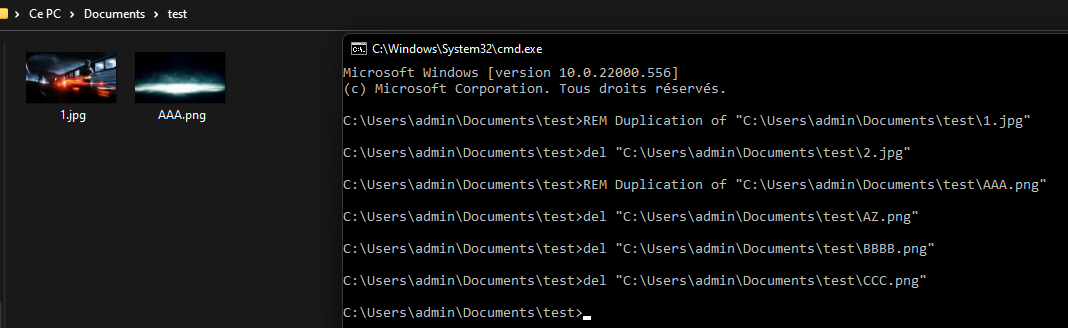 Ce PC > Documents > test
1.jpg
AAA.png
C:\Windows\System32\cmd.exe
Microsoft Windows [version 10.0.22000.556]
(c) Microsoft Corporation. Tous droits réservés.
C:\Users\admin\Documents\test>REM Duplication of "C:\Users\admin\Documents\test\1.jpg"
C:\Users\admin\Documents\test>del "C:\Users\admin\Documents\test\2.jpg"
C:\Users\admin\Documents\test>REM Duplication of "C:\Users\admin\Documents\test\AAA.png"
C:\Users\admin\Documents\test>del "C:\Users\admin\Documents\test\AZ.png"
C:\Users\admin\Documents\test>del "C:\Users\admin\Documents\test\BBBB.png"
C:\Users\admin\Documents\test>del "C:\Users\admin\Documents\test\CCC.png"
C:\Users\admin\Documents\test>